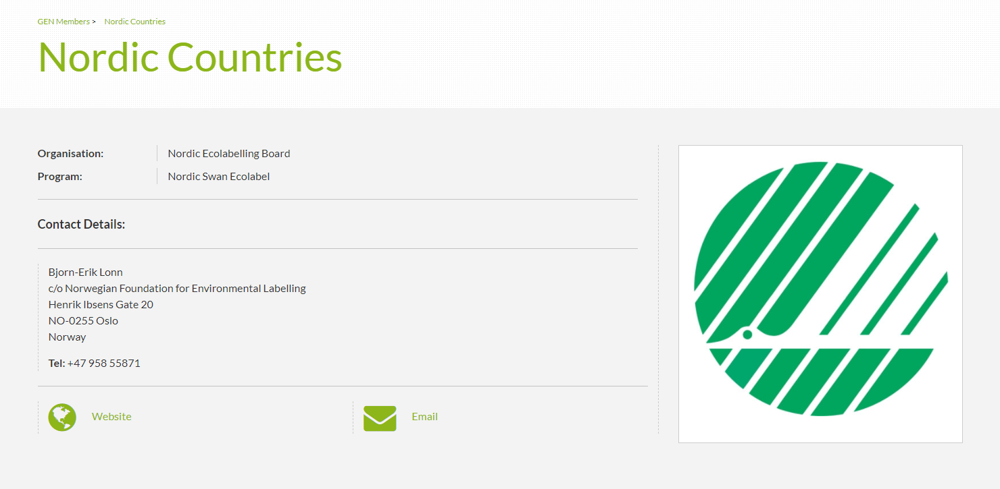 GEN Members > Nordic Countries
Nordic Countries
Organisation: Nordic Ecolabelling Board
Program: Nordic Swan Ecolabel
Contact Details:
Bjorn-Erik Lonn
c/o Norwegian Foundation for Environmental Labelling
Henrik Ibsens Gate 20
NO-0255 Oslo
Norway
Tel: +47 958 55871
Website Email